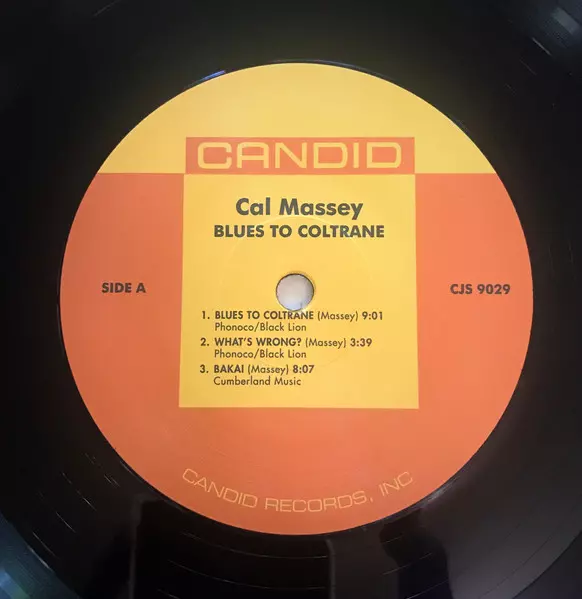 CANDID
Cal Massey
BLUES TO COLTRANE
SIDE A
CJS 9029
1. BLUES TO COLTRANE (Massey) 9:01
Phonoco/Black Lion
2. WHAT'S WRONG? (Massey) 3:39
Phonoco/Black Lion
3. BAKAI (Massey) 8:07
Cumberland Music
CANDID RECORDS, INC